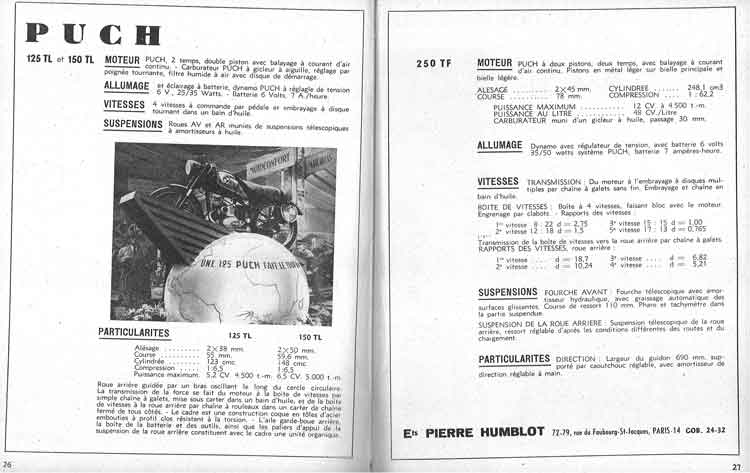 PUCH
125 TL et 150 TL
MOTEUR PUCH, 2 temps, double piston avec balayage à courant d'air
continu. - Carburateur PUCH à gicleur à aiguille, réglage par
poignée tournante, filtre humide à air avec disque de démarrage.
ALLUMAGE et éclairage à batterie, dynamo PUCH à réglagle de tension
6 V, 25/35 Watts. - batterie 6 Volts, 7 A./heure.
VITESSES 4 vitesses à commande par pédale et embrayage à disque
tournant dans un bain d'huile.
SUSPENSIONS Roues AV et AR munies de suspensions télescopiques
à amortisseurs à huile.
UNE 125 PUCH FAIT LE TOUR
PARTICULARITES 125 TL 150 TL
Alésage .......... 2×38 mm. 2×50 mm.
Course .......... 55 mm. 59,6 mm.
Cylindrée .......... 123 cmc 148 cmc
Compression .... 1:6,5 1:6,5
Puissance maximum. 5,2 CV. 4.500 t.-m. 6,5 CV. 5.000 t.-m.
Roue arrière guidée par un bras oscillant le long du cercle circulaire.
La transmission de la force se fait du moteur à la boite de vitesses par
simple chaîne à galets, mise sous carter dans un bain d'huile, et de la boite
de vitesses à la roue arrière par chaîne à rouleaux dans un carter de chaîne
fermé de tous côtés. - Le cadre est une construction coque en tôles d'acier
embouties à profil clos résistant à la torsion. - L'aile garde-boue arrière,
la boite de la batterie et des outils, ainsi que les paliers d'appui de la
suspension de la roue arrière constituent avec le cadre une unité organique.
26
250 TF
MOTEUR PUCH à deux pistons, deux temps, avec balayage à courant
d'air continu. Pistons en métal léger sur bielle principale et
bielle légère.
ALESAGE ........ 2×45 mm. CYLINDREE ...... 248,1 cm3
COURSE ........ 78 mm. COMPRESSION .... 1:62,2
PUISSANCE MAXIMUM .......... 12 CV. à 4.500 t.-m.
PUISSANCE AU LITRE .......... 48 CV./Litre
CARBURATEUR muni d'un gicleur à huile, passage 30 mm.
ALLUMAGE Dynamo avec régulateur de tension, avec batterie 6 volts
35/50 watts système PUCH, batterie 7 ampères-heure.
VITESSES TRANSMISSION : Du moteur à l'embrayage à disques mul-
tiples par chaîne à galets sans fin. Embrayage et chaîne en
bain d'huile.
BOITE DE VITESSES : Boîte à 4 vitesses, faisant bloc avec le moteur.
Engrenage par clabots. - Rapports des vitesses :
1re vitesse 8 : 22 d = 2,75 3e vitesse 15 : 15 d = 1,00
2e vitesse 12 : 18 d = 1,5 5e vitesse 17 : 13 d = 0,765
Transmission de la boîte de vitesses vers la roue arrière par chaîne à galets.
RAPPORTS DES VITESSES, roue arrière :
1re vitesse .... d = 18,7 3e vitesse .... d = 6,82
2e vitesse .... d = 10,24 4e vitesse .... d = 5,21
SUSPENSIONS FOURCHE AVANT : Fourche télescopique avec amor-
tisseur hydraulique, avec graissage automatique des
surfaces glissantes. Course de ressort 110 mm. Phare et tachymètre dans
la partie suspendue.
SUSPENSION DE LA ROUE ARRIERE : Suspension télescopique de la roue
arrière, ressort réglable d'après les conditions différentes des routes et du
chargement.
PARTICULARITES DIRECTION : Largeur du guidon 690 mm, sup-
porté par caoutchouc réglable, avec amortisseur de
direction réglable à main.
Ets PIERRE HUMBLOT 72-79, rue du Faubourg-St-Jacques, PARIS-14 GOB. 24-32
27